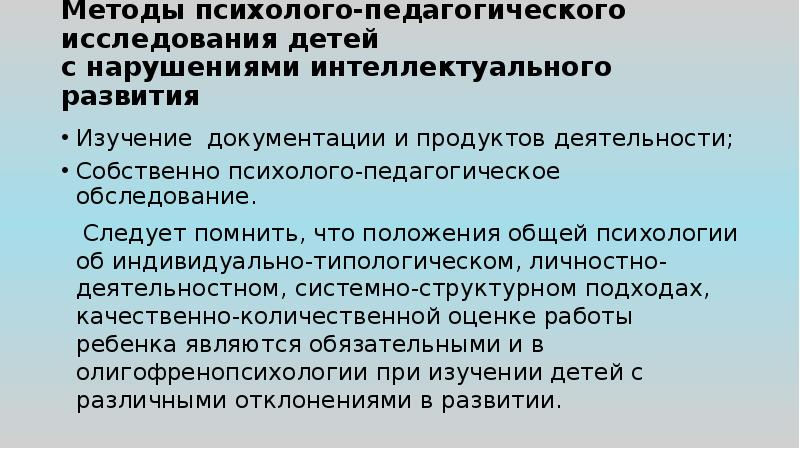 Методы психолого-педагогического
исследования детей
с нарушениями интеллектуального
развития
• Изучение  документации и продуктов деятельности;
• Собственно психолого-педагогическое
обследование.
Следует помнить, что положения общей психологии
об индивидуально-типологическом, личностно-
деятельностном, системно-структурном подходах,
качественно-количественной оценке работы
ребенка являются обязательными и в
олигофренопсихологии при изучении детей с
различными отклонениями в развитии.